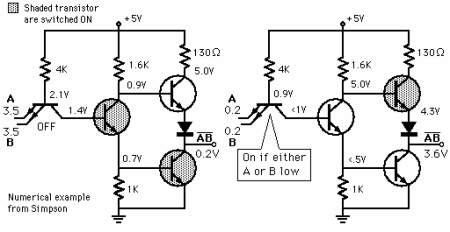 Shaded transistor
are switched ON
+5V
4K
1.6K
130Ω
5.0V
0.9V
2.1V
A
3.5
3.5
B
OFF
1.4V
AB
0.2V
0.7V
1K
Numerical example
from Simpson
+5V
4K
1.6K
130Ω
5.0V
0.9V
A
0.2
0.2
B
<1V
4.3V
AB
3.6V
On if either
A or B low
<.5V
1K